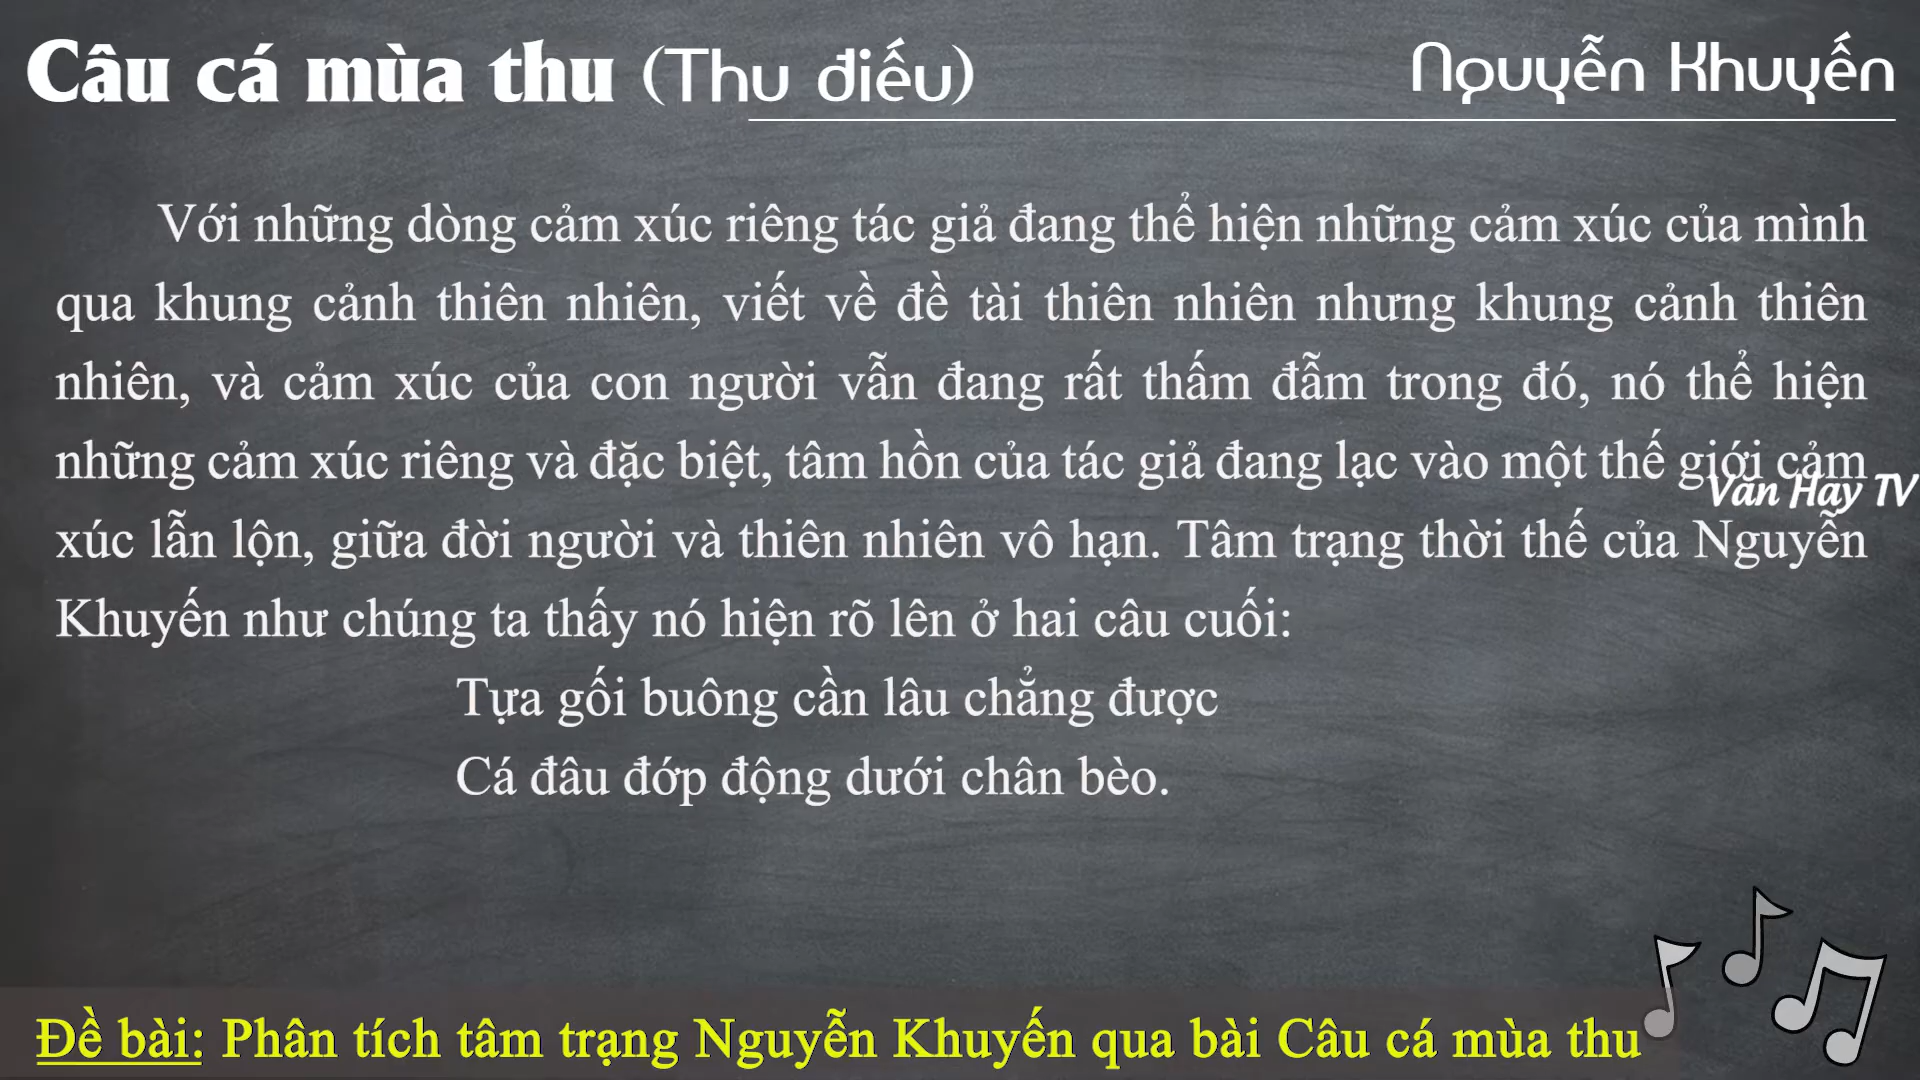 Câu cá mùa thu (Thu điếu)
Nguyễn Khuyến
Với những dòng cảm xúc riêng tác giả đang thể hiện những cảm xúc của mình
qua khung cảnh thiên nhiên, viết về đề tài thiên nhiên nhưng khung cảnh thiên
nhiên, và cảm xúc của con người vẫn đang rất thấm đẫm trong đó, nó thể hiện
những cảm xúc riêng và đặc biệt, tâm hồn của tác giả đang lạc vào một thế giới cảm
Văn Hay TV
xúc lẫn lộn, giữa đời người và thiên nhiên vô hạn. Tâm trạng thời thế của Nguyễn
Khuyến như chúng ta thấy nó hiện rõ lên ở hai câu cuối:
Tựa gối buông cần lâu chẳng được
Cá đâu đớp động dưới chân bèo.
Đề bài: Phân tích tâm trạng Nguyễn Khuyến qua bài Câu cá mùa thu